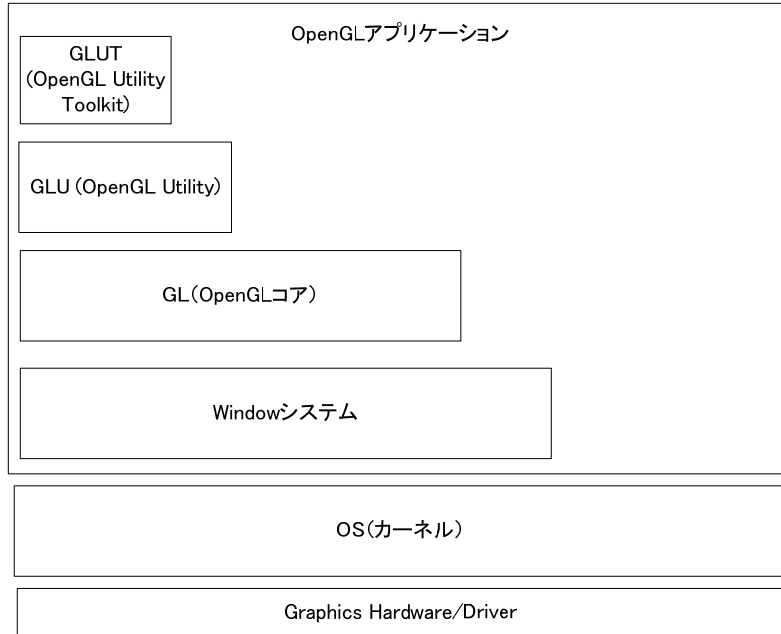 OpenGLアプリケーション
GLUT
(OpenGL Utility
Toolkit)
GLU (OpenGL Utility)
GL(OpenGLコア)
Windowシステム
OS(カーネル)
Graphics Hardware/Driver